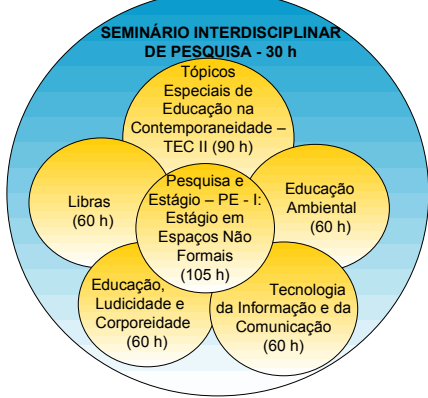 SEMINÁRIO INTERDISCIPLINAR
DE PESQUISA - 30 h
Tópicos
Especiais de
Educação na
Contemporaneidade –
TEC II (90 h)
Libras
(60 h)
Pesquisa e
Estágio – PE - I:
Estágio em
Espaços Não
Formais
(105 h)
Educação
Ambiental
(60 h)
Educação,
Ludicidade e
Corporeidade
(60 h)
Tecnologia
da Informação e da
Comunicação
(60 h)